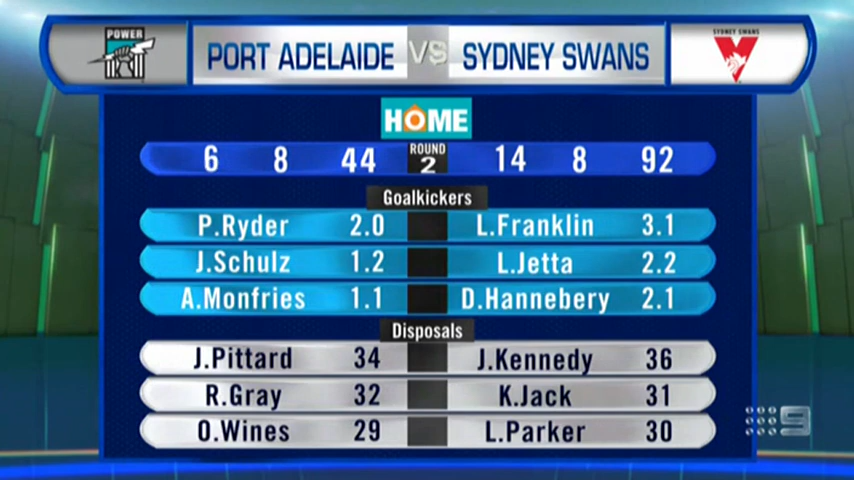 POWER
PORT ADELAIDE VS SYDNEY SWANS
SYDNEY SWANS
HOME
6 8 44 ROUND 2 14 8 92
Goalkickers
P.Ryder 2.0 L.Franklin 3.1
J.Schulz 1.2 L.Jetta 2.2
A.Monfries 1.1 D.Hannebery 2.1
Disposals
J.Pittard 34 J.Kennedy 36
R.Gray 32 K.Jack 31
O.Wines 29 L.Parker 30
9